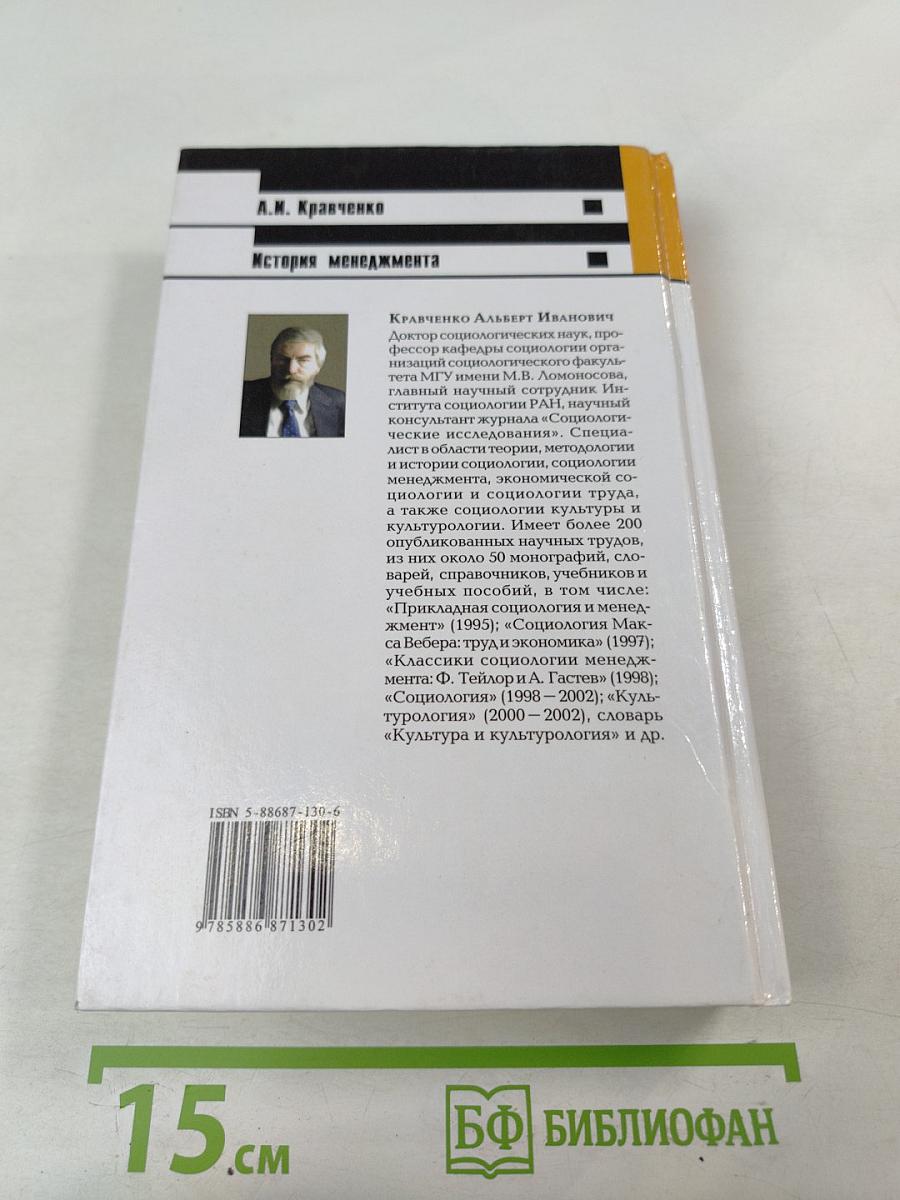 А.И. Кравченко
История менеджмента
Кравченко Альберт Иванович
Доктор социологических наук, про-
фессор кафедры социологии орга-
низаций социологического факуль-
тета МГУ имени М.В. Ломоносова,
главный научный сотрудник Ин-
ститута социологии РАН, научный
консультант журнала «Социологи-
ческие исследования». Специа-
лист в области теории, методологии
и истории социологии, социологии
менеджмента, экономической со-
циологии и социологии труда,
а также социологии культуры и
культурологии. Имеет более 200
опубликованных научных трудов,
из них около 50 монографий, сло-
варей, справочников, учебников и
учебных пособий, в том числе:
«Прикладная социология и менед-
жмент» (1995); «Социология Мак-
са Вебера: труд и экономика» (1997);
«Классики социологии менедж-
мента: Ф. Тейлор и А. Гастев» (1998);
«Социология» (1998 — 2002); «Куль-
турология» (2000 — 2002), словарь
«Культура и культурология» и др.
ISBN 5-88687-130-6
9 785886 871302
15 см
БФ БИБЛИОФАН